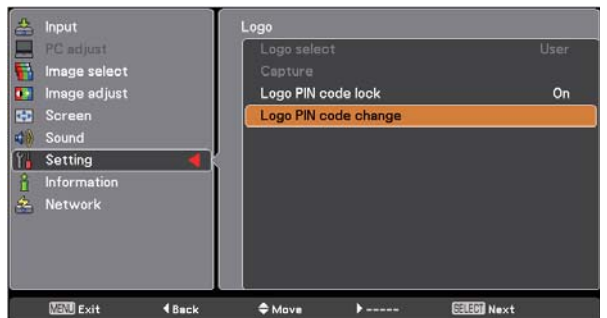 Input
PC adjust
Image select
Image adjust
Screen
Sound
Setting
Information
Network
Logo
Logo select User
Capture
Logo PIN code lock On
Logo PIN code change
MENU Exit Back Move ----- SELECT Next